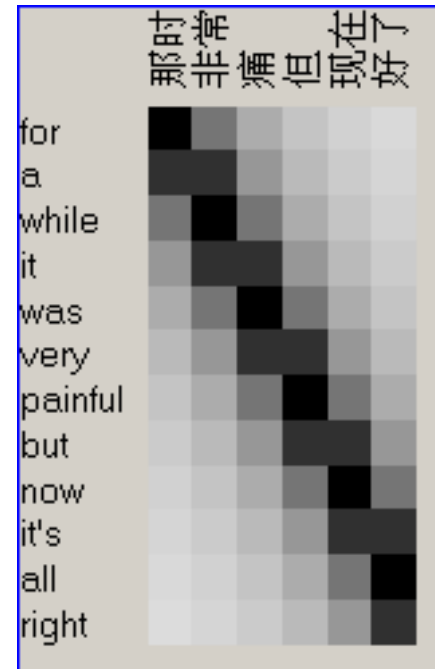 那时
非常
痛
但
现在
好了
for
a
while
it
was
very
painful
but
now
it's
all
right